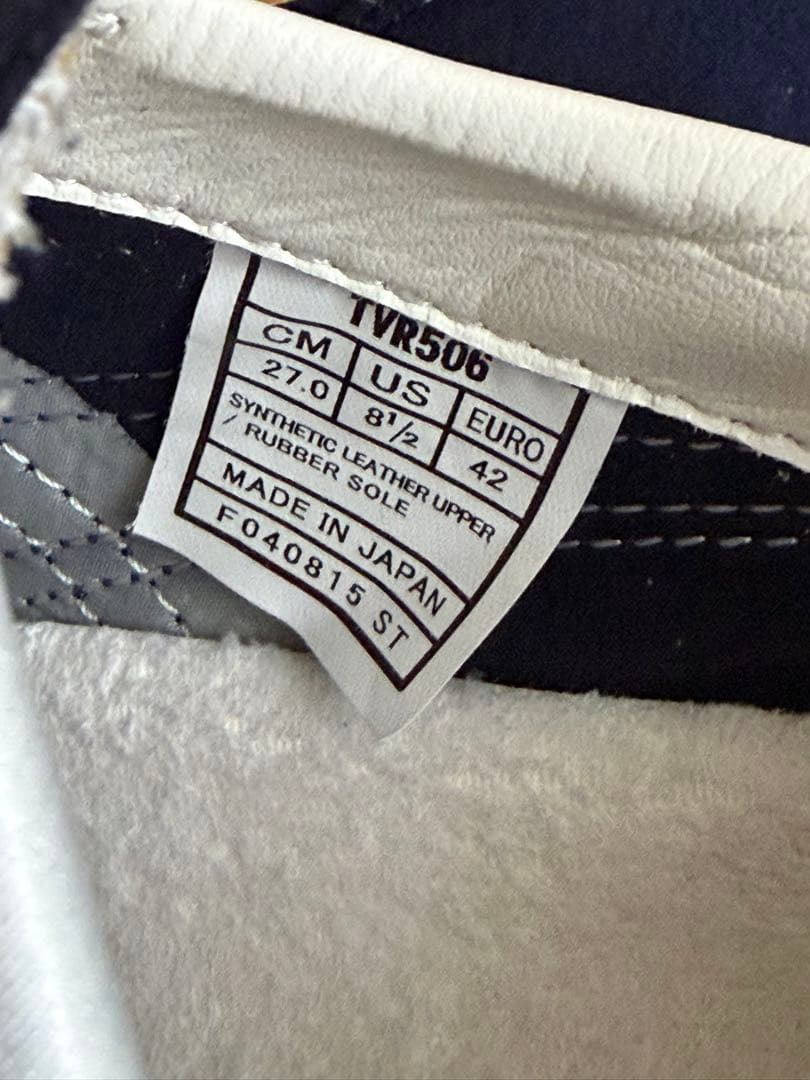 TVR506
CM US EURO
27.0 8½ 42
SYNTHETIC LEATHER UPPER
/ RUBBER SOLE
MADE IN JAPAN
F040815 ST